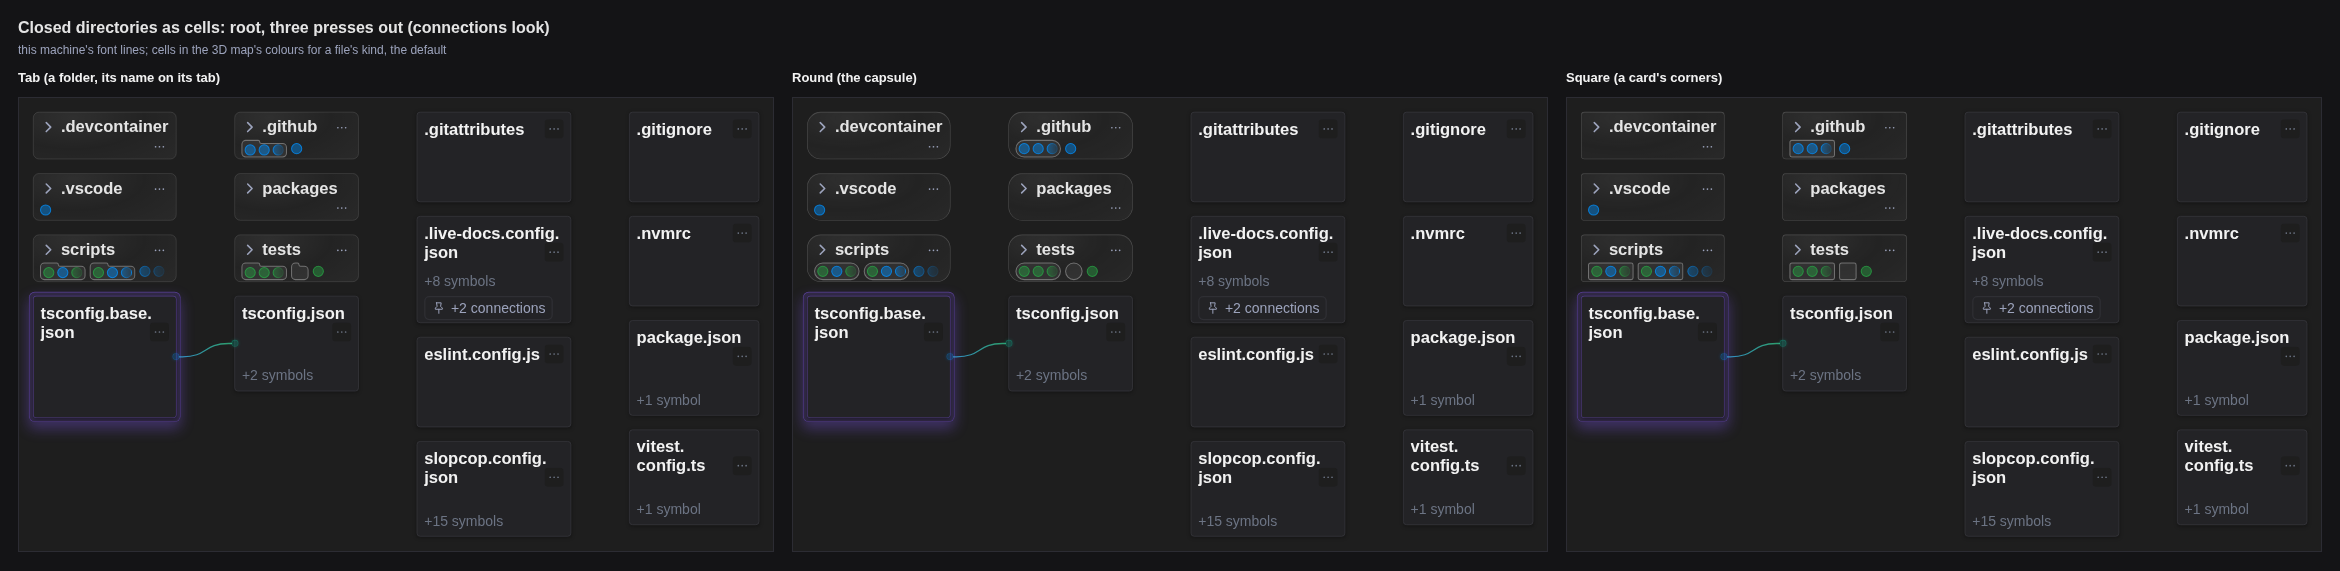 Closed directories as cells: root, three presses out (connections look)
this machine's font lines; cells in the 3D map's colours for a file's kind, the default
Tab (a folder, its name on its tab)
.devcontainer
...
.github
...
.gitattributes
...
.gitignore
...
.vscode
...
packages
...
.live-docs.config.
json
...
+8 symbols
+2 connections
.nvmrc
...
scripts
...
tests
...
tsconfig.base.
json
...
tsconfig.json
...
+2 symbols
eslint.config.js
...
package.json
...
+1 symbol
slopcop.config.
json
...
+15 symbols
vitest.
config.ts
...
+1 symbol
Round (the capsule)
.devcontainer
...
.github
...
.gitattributes
...
.gitignore
...
.vscode
...
packages
...
.live-docs.config.
json
...
+8 symbols
+2 connections
.nvmrc
...
scripts
...
tests
...
tsconfig.base.
json
...
tsconfig.json
...
+2 symbols
eslint.config.js
...
package.json
...
+1 symbol
slopcop.config.
json
...
+15 symbols
vitest.
config.ts
...
+1 symbol
Square (a card's corners)
.devcontainer
...
.github
...
.gitattributes
...
.gitignore
...
.vscode
...
packages
...
.live-docs.config.
json
...
+8 symbols
+2 connections
.nvmrc
...
scripts
...
tests
...
tsconfig.base.
json
...
tsconfig.json
...
+2 symbols
eslint.config.js
...
package.json
...
+1 symbol
slopcop.config.
json
...
+15 symbols
vitest.
config.ts
...
+1 symbol